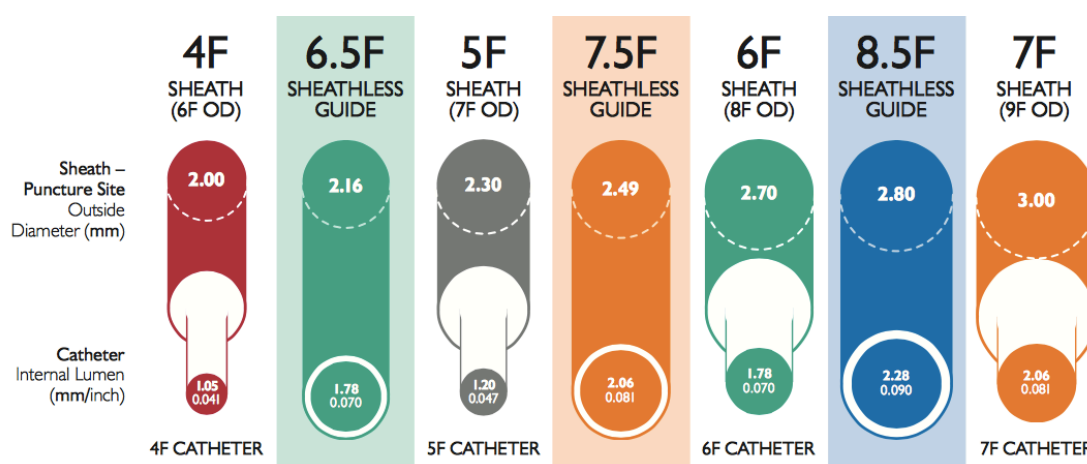 4F
SHEATH
(6F OD)
6.5F
SHEATHLESS
GUIDE
5F
SHEATH
(7F OD)
7.5F
SHEATHLESS
GUIDE
6F
SHEATH
(8F OD)
8.5F
SHEATHLESS
GUIDE
7F
SHEATH
(9F OD)
Sheath –
Puncture Site
Outside
Diameter (mm)
2.00
2.16
2.30
2.49
2.70
2.80
3.00
Catheter
Internal Lumen
(mm/inch)
1.05
0.041
1.78
0.070
1.20
0.047
2.06
0.081
1.78
0.070
2.28
0.090
2.06
0.081
4F CATHETER
5F CATHETER
6F CATHETER
7F CATHETER